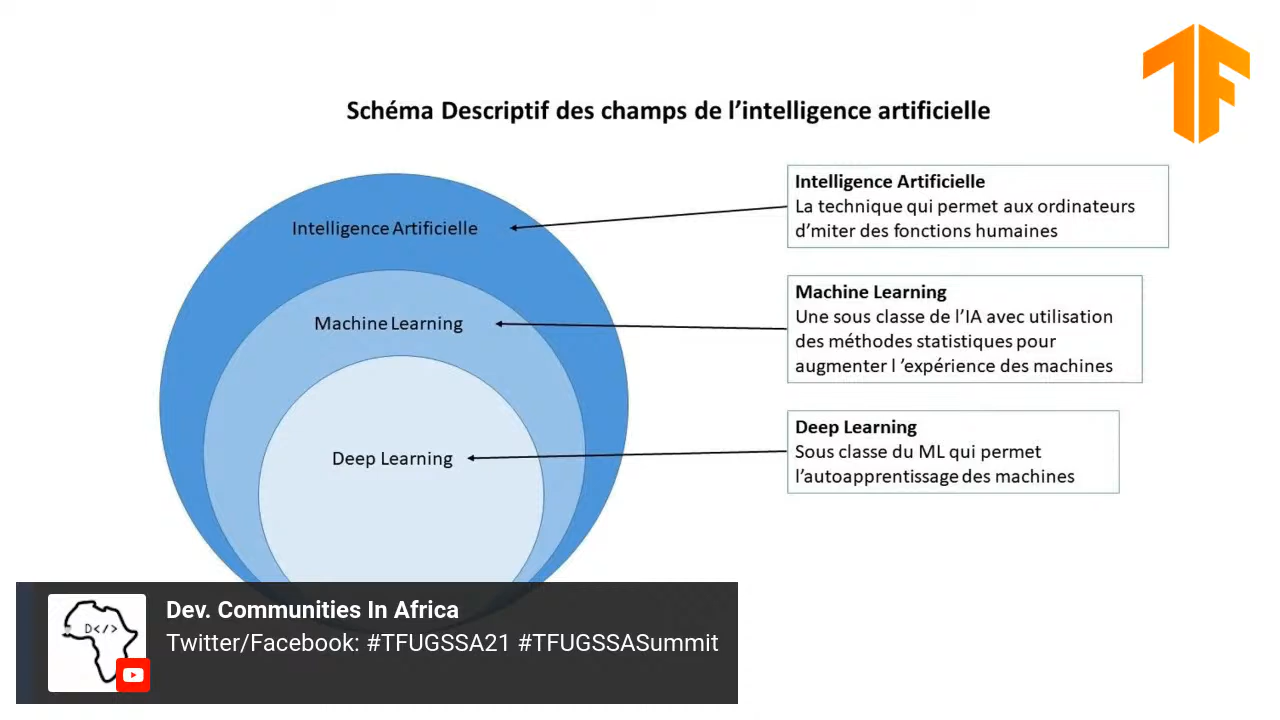 Schéma Descriptif des champs de l’intelligence artificielle
Intelligence Artificielle
Machine Learning
Deep Learning
Intelligence Artificielle
La technique qui permet aux ordinateurs
d’miter des fonctions humaines
Machine Learning
Une sous classe de l’IA avec utilisation
des méthodes statistiques pour
augmenter l ’expérience des machines
Deep Learning
Sous classe du ML qui permet
l’autoapprentissage des machines
D</>
Dev. Communities In Africa
Twitter/Facebook: #TFUGSSA21 #TFUGSSASummit